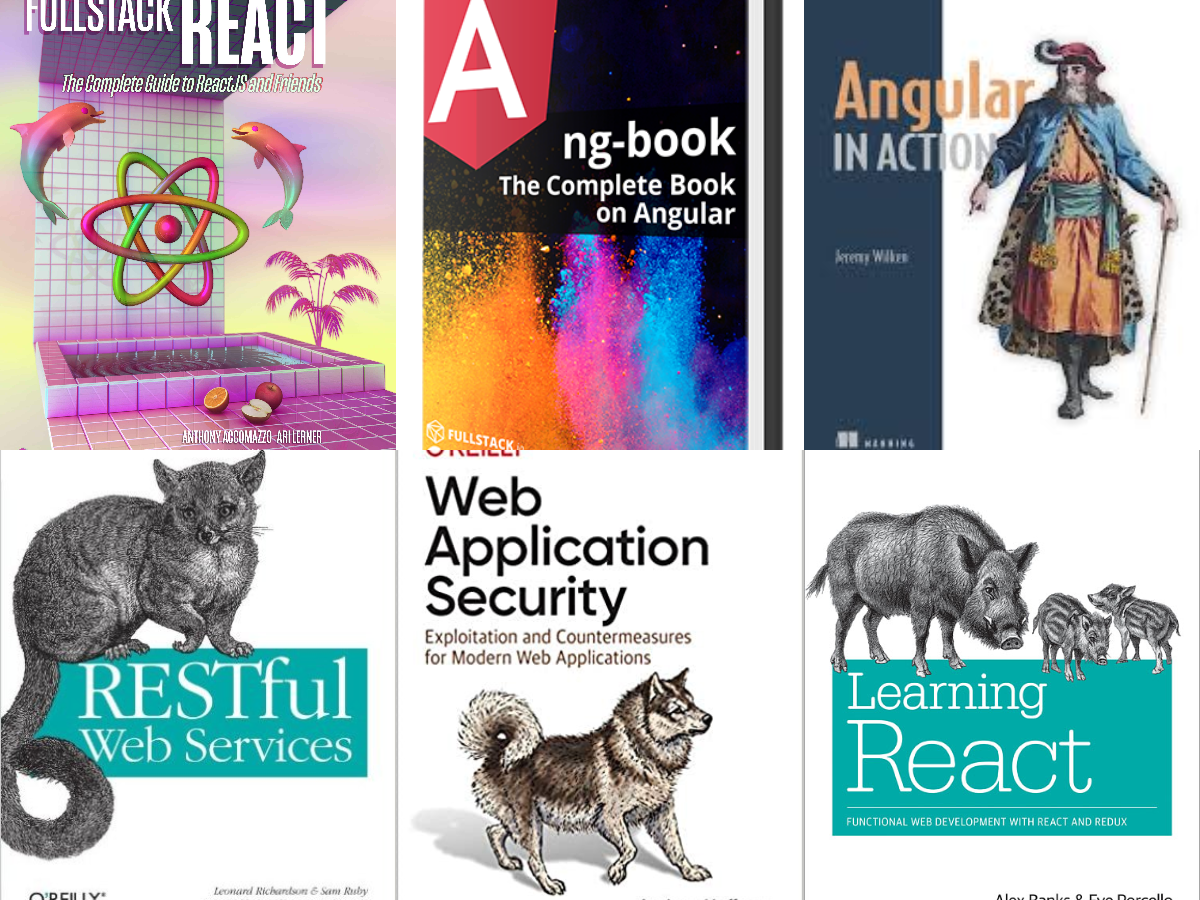 FULLSTACK
REACT
The Complete Guide to ReactJS and Friends
ANTHONY ACCOMAZZO ARI LERNER
A
ng-book
The Complete Book
on Angular
FULLSTACK
Angular
IN ACTION
Jeremy Wilken
MANNING
RESTful
Web Services
O'REILLY®
Leonard Richardson & Sam Ruby
O'REILLY
Web
Application
Security
Exploitation and Countermeasures
for Modern Web Applications
Learning
React
FUNCTIONAL WEB DEVELOPMENT WITH REACT AND REDUX
Alex Banks & Eve Porcello